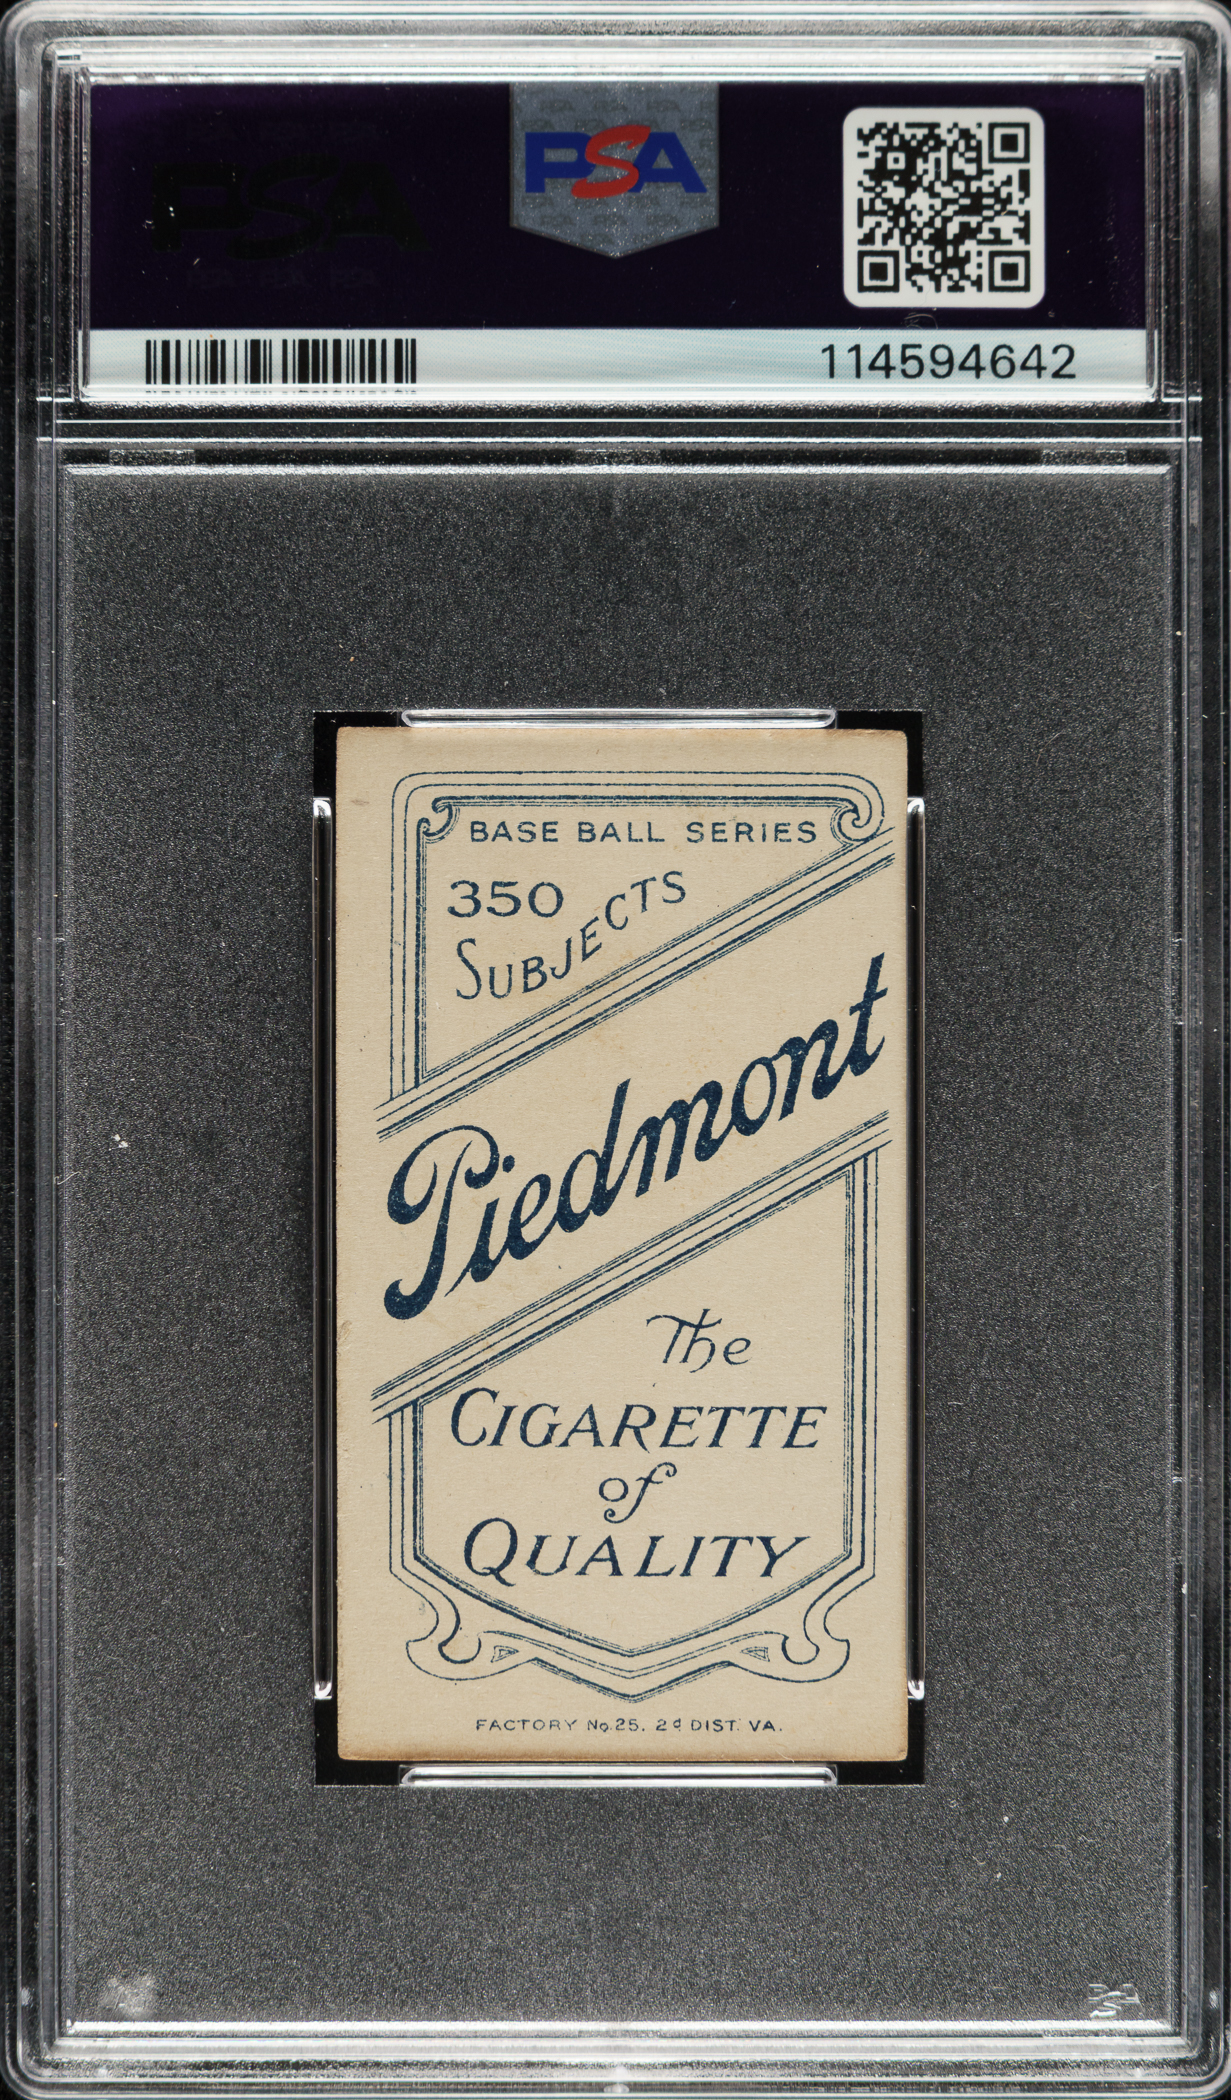 PSA
PSA
114594642
BASE BALL SERIES
350
SUBJECTS
Piedmont
The
CIGARETTE
of
QUALITY
FACTORY No. 25. 2d DIST. VA.